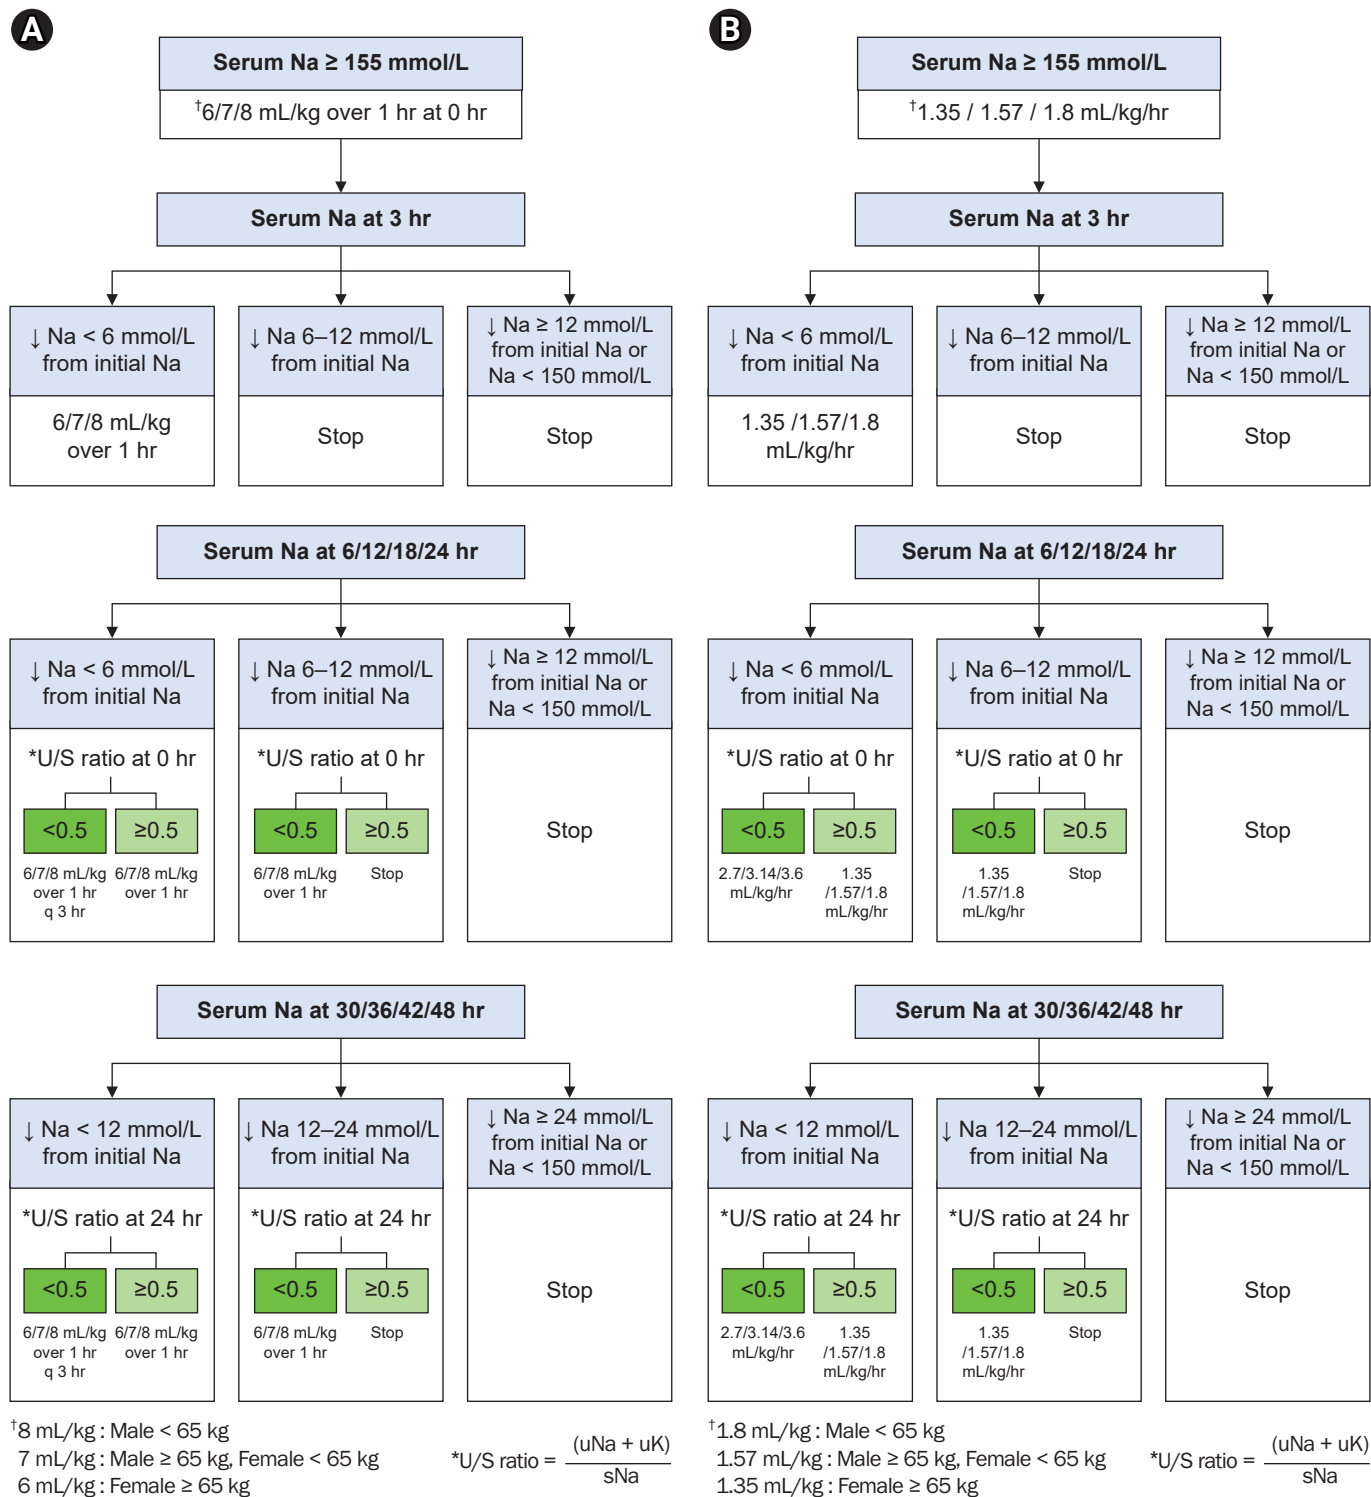 A
Serum Na ≥ 155 mmol/L
†6/7/8 mL/kg over 1 hr at 0 hr
Serum Na at 3 hr
↓ Na < 6 mmol/L
from initial Na
6/7/8 mL/kg
over 1 hr
↓ Na 6–12 mmol/L
from initial Na
Stop
↓ Na ≥ 12 mmol/L
from initial Na or
Na < 150 mmol/L
Stop
Serum Na at 6/12/18/24 hr
↓ Na < 6 mmol/L
from initial Na
*U/S ratio at 0 hr
<0.5
6/7/8 mL/kg
over 1 hr
q 3 hr
≥0.5
6/7/8 mL/kg
over 1 hr
↓ Na 6–12 mmol/L
from initial Na
*U/S ratio at 0 hr
<0.5
6/7/8 mL/kg
over 1 hr
≥0.5
Stop
↓ Na ≥ 12 mmol/L
from initial Na or
Na < 150 mmol/L
Stop
Serum Na at 30/36/42/48 hr
↓ Na < 12 mmol/L
from initial Na
*U/S ratio at 24 hr
<0.5
6/7/8 mL/kg
over 1 hr
q 3 hr
≥0.5
6/7/8 mL/kg
over 1 hr
↓ Na 12–24 mmol/L
from initial Na
*U/S ratio at 24 hr
<0.5
6/7/8 mL/kg
over 1 hr
≥0.5
Stop
↓ Na ≥ 24 mmol/L
from initial Na or
Na < 150 mmol/L
Stop
†8 mL/kg : Male < 65 kg
7 mL/kg : Male ≥ 65 kg, Female < 65 kg
6 mL/kg : Female ≥ 65 kg
*U/S ratio = (uNa + uK)
sNa
B
Serum Na ≥ 155 mmol/L
†1.35 / 1.57 / 1.8 mL/kg/hr
Serum Na at 3 hr
↓ Na < 6 mmol/L
from initial Na
1.35 /1.57/1.8
mL/kg/hr
↓ Na 6–12 mmol/L
from initial Na
Stop
↓ Na ≥ 12 mmol/L
from initial Na or
Na < 150 mmol/L
Stop
Serum Na at 6/12/18/24 hr
↓ Na < 6 mmol/L
from initial Na
*U/S ratio at 0 hr
<0.5
2.7/3.14/3.6
mL/kg/hr
≥0.5
1.35
/1.57/1.8
mL/kg/hr
↓ Na 6–12 mmol/L
from initial Na
*U/S ratio at 0 hr
<0.5
1.35
/1.57/1.8
mL/kg/hr
≥0.5
Stop
↓ Na ≥ 12 mmol/L
from initial Na or
Na < 150 mmol/L
Stop
Serum Na at 30/36/42/48 hr
↓ Na < 12 mmol/L
from initial Na
*U/S ratio at 24 hr
<0.5
2.7/3.14/3.6
mL/kg/hr
≥0.5
1.35
/1.57/1.8
mL/kg/hr
↓ Na 12–24 mmol/L
from initial Na
*U/S ratio at 24 hr
<0.5
1.35
/1.57/1.8
mL/kg/hr
≥0.5
Stop
↓ Na ≥ 24 mmol/L
from initial Na or
Na < 150 mmol/L
Stop
†1.8 mL/kg : Male < 65 kg
1.57 mL/kg : Male ≥ 65 kg, Female < 65 kg
1.35 mL/kg : Female ≥ 65 kg
*U/S ratio = (uNa + uK)
sNa